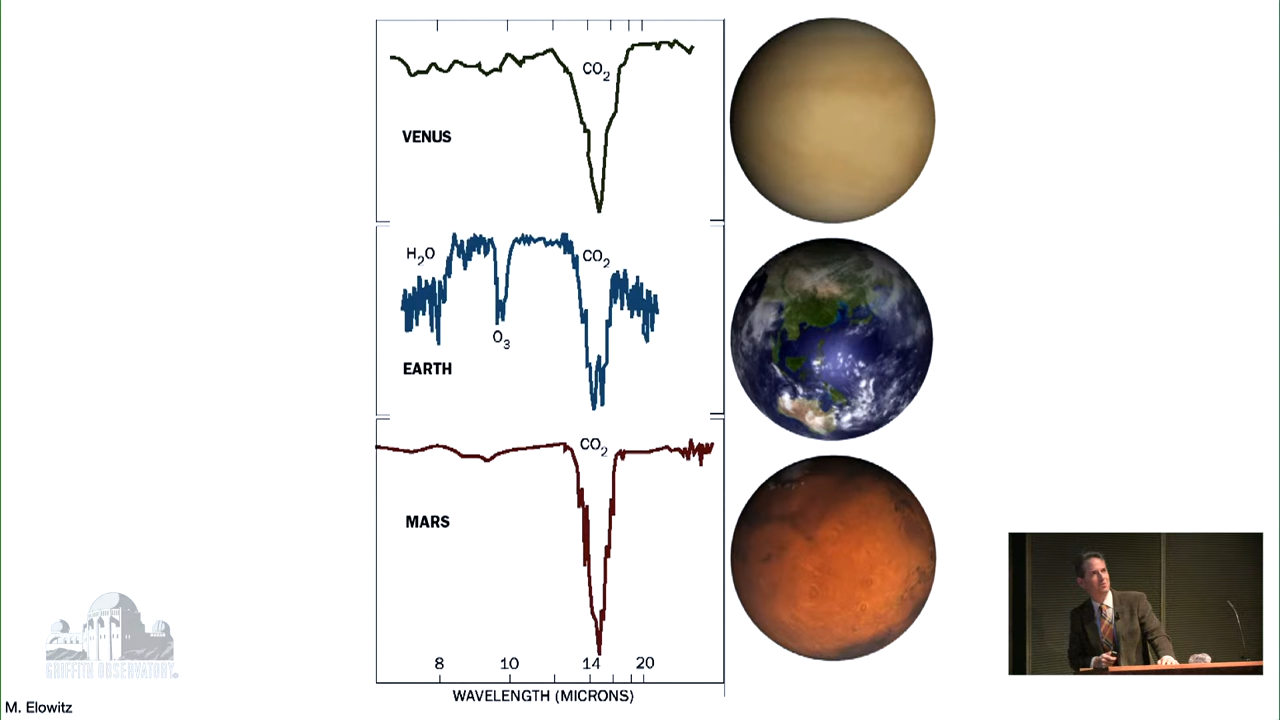 CO2
VENUS
H2O
CO2
O3
EARTH
CO2
MARS
8 10 14 20
WAVELENGTH (MICRONS)
GRIFFITH OBSERVATORY
M. Elowitz